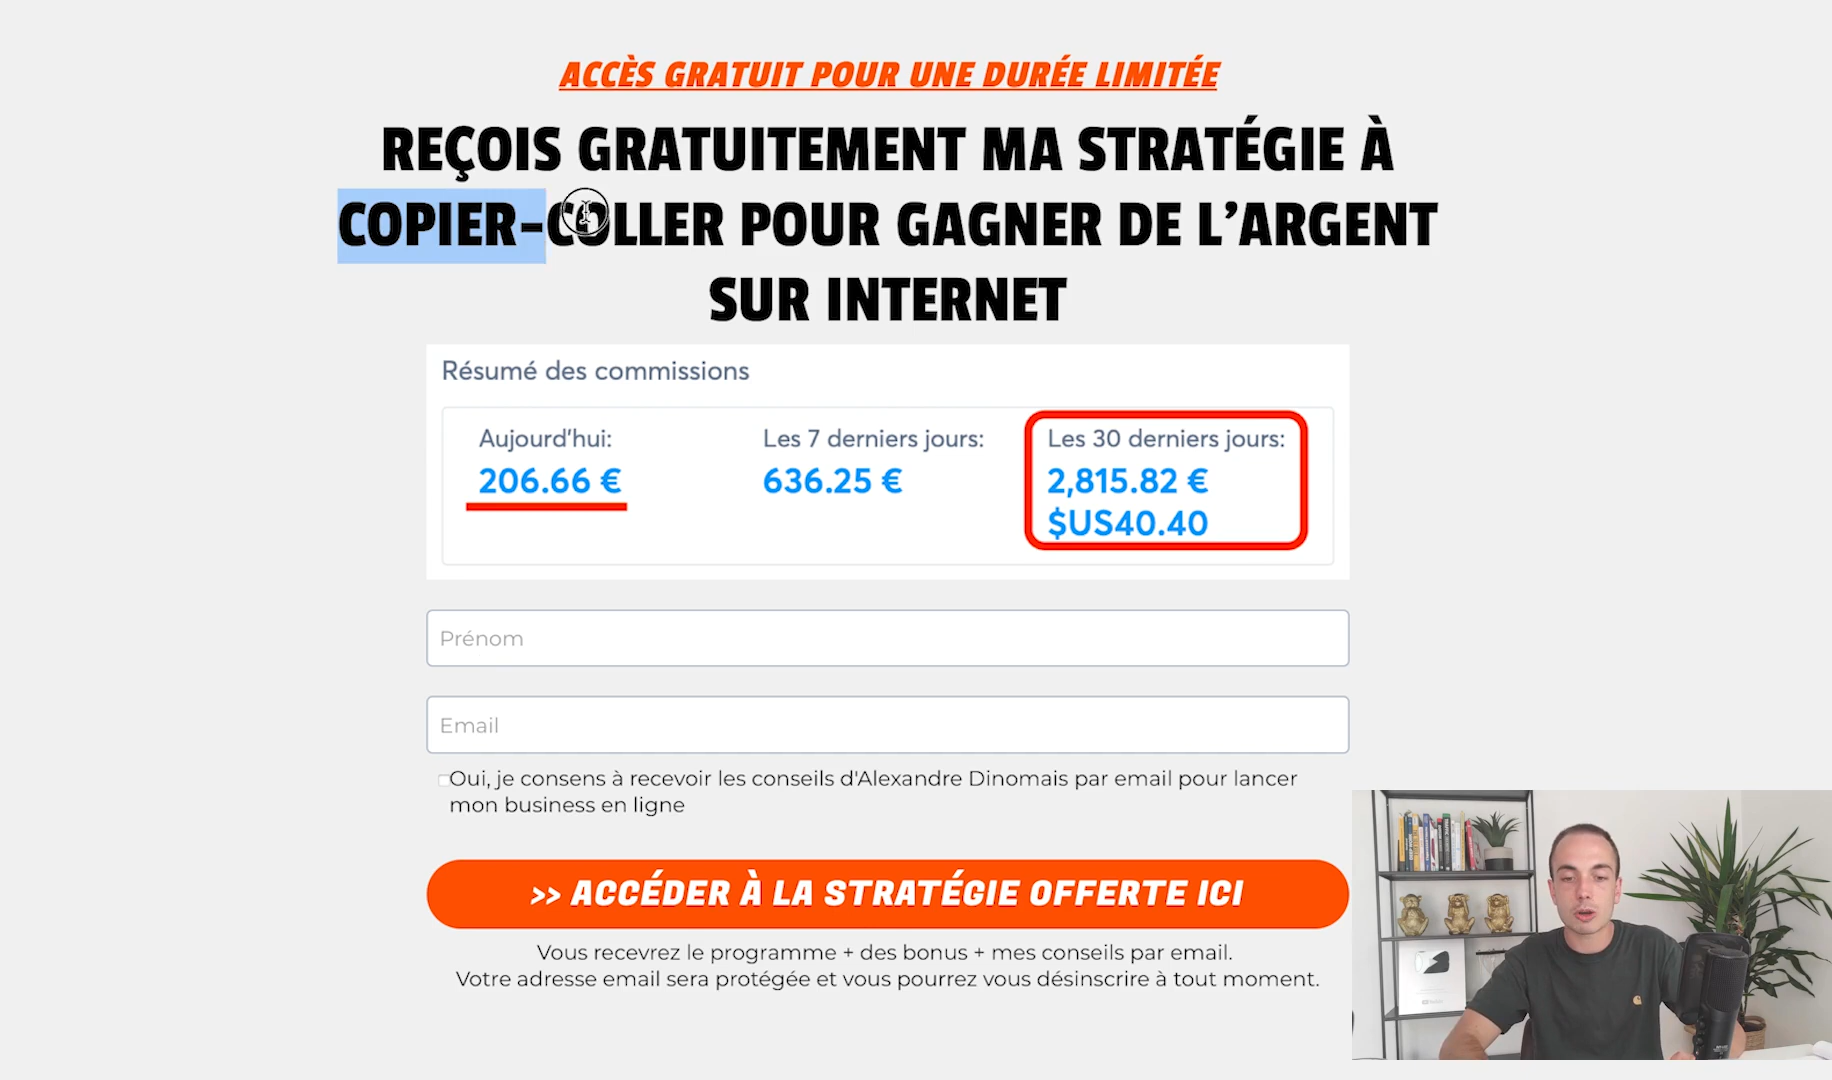 ACCÈS GRATUIT POUR UNE DURÉE LIMITÉE
REÇOIS GRATUITEMENT MA STRATÉGIE À
COPIER-COLLER POUR GAGNER DE L'ARGENT
SUR INTERNET
Résumé des commissions
Aujourd'hui: Les 7 derniers jours: Les 30 derniers jours:
206.66 € 636.25 € 2,815.82 €
$US40.40
Prénom
Email
Oui, je consens à recevoir les conseils d'Alexandre Dinomais par email pour lancer
mon business en ligne
>> ACCÉDER À LA STRATÉGIE OFFERTE ICI
Vous recevrez le programme + des bonus + mes conseils par email.
Votre adresse email sera protégée et vous pourrez vous désinscrire à tout moment.